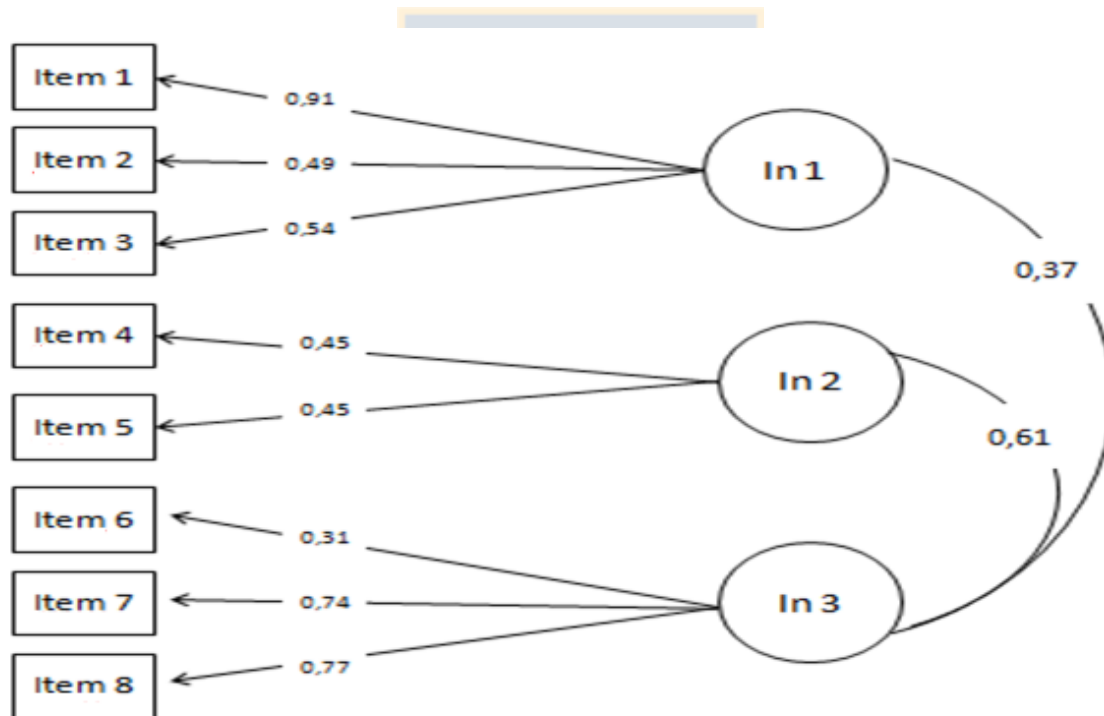 Item 1
0,91
Item 2
0,49
In 1
Item 3
0,54
0,37
Item 4
0,45
In 2
Item 5
0,45
0,61
Item 6
0,31
Item 7
0,74
In 3
Item 8
0,77